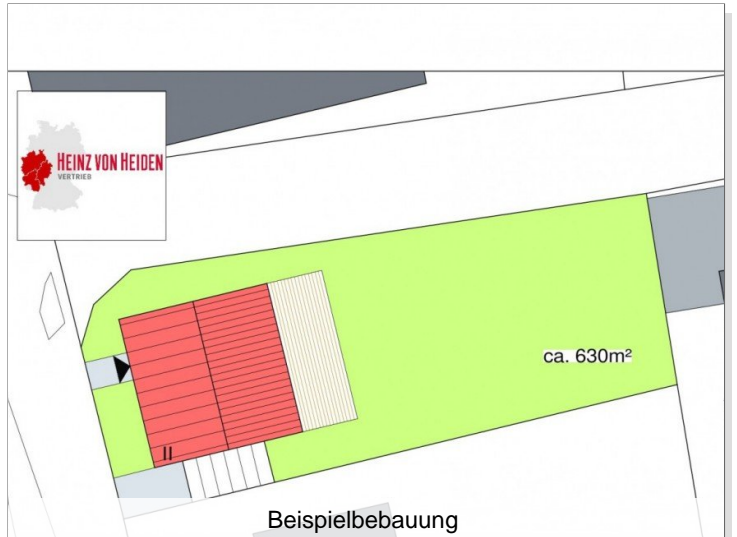 HEINZ VON HEIDEN
VERTRIEB
ca. 630m²
II
Beispielbebauung